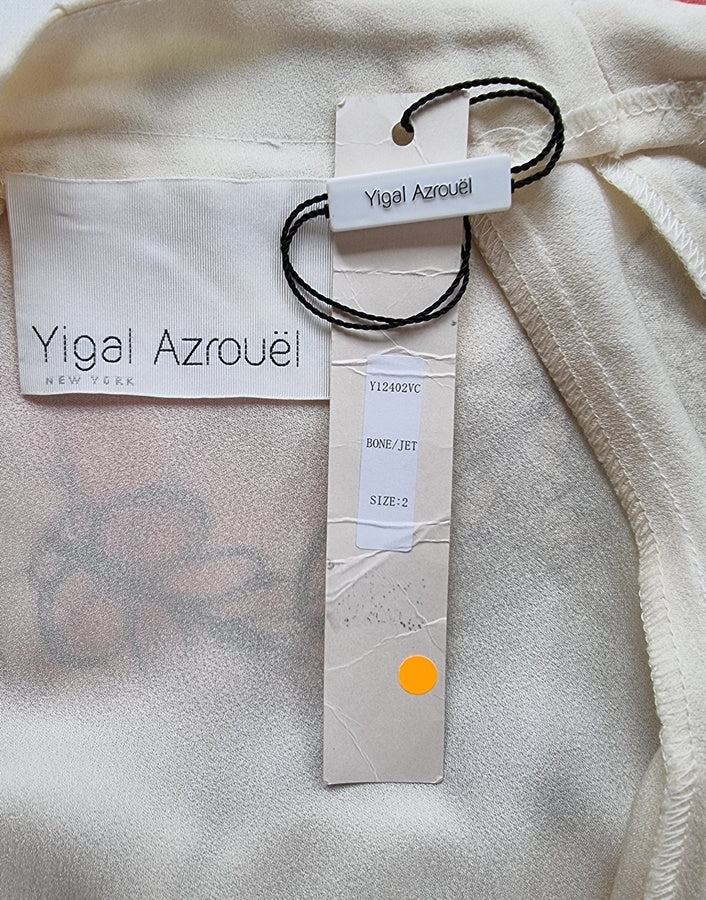 Yigal Azrouël
Yigal Azrouël
NEW YORK
Y12402VC
BONE/JET
SIZE:2